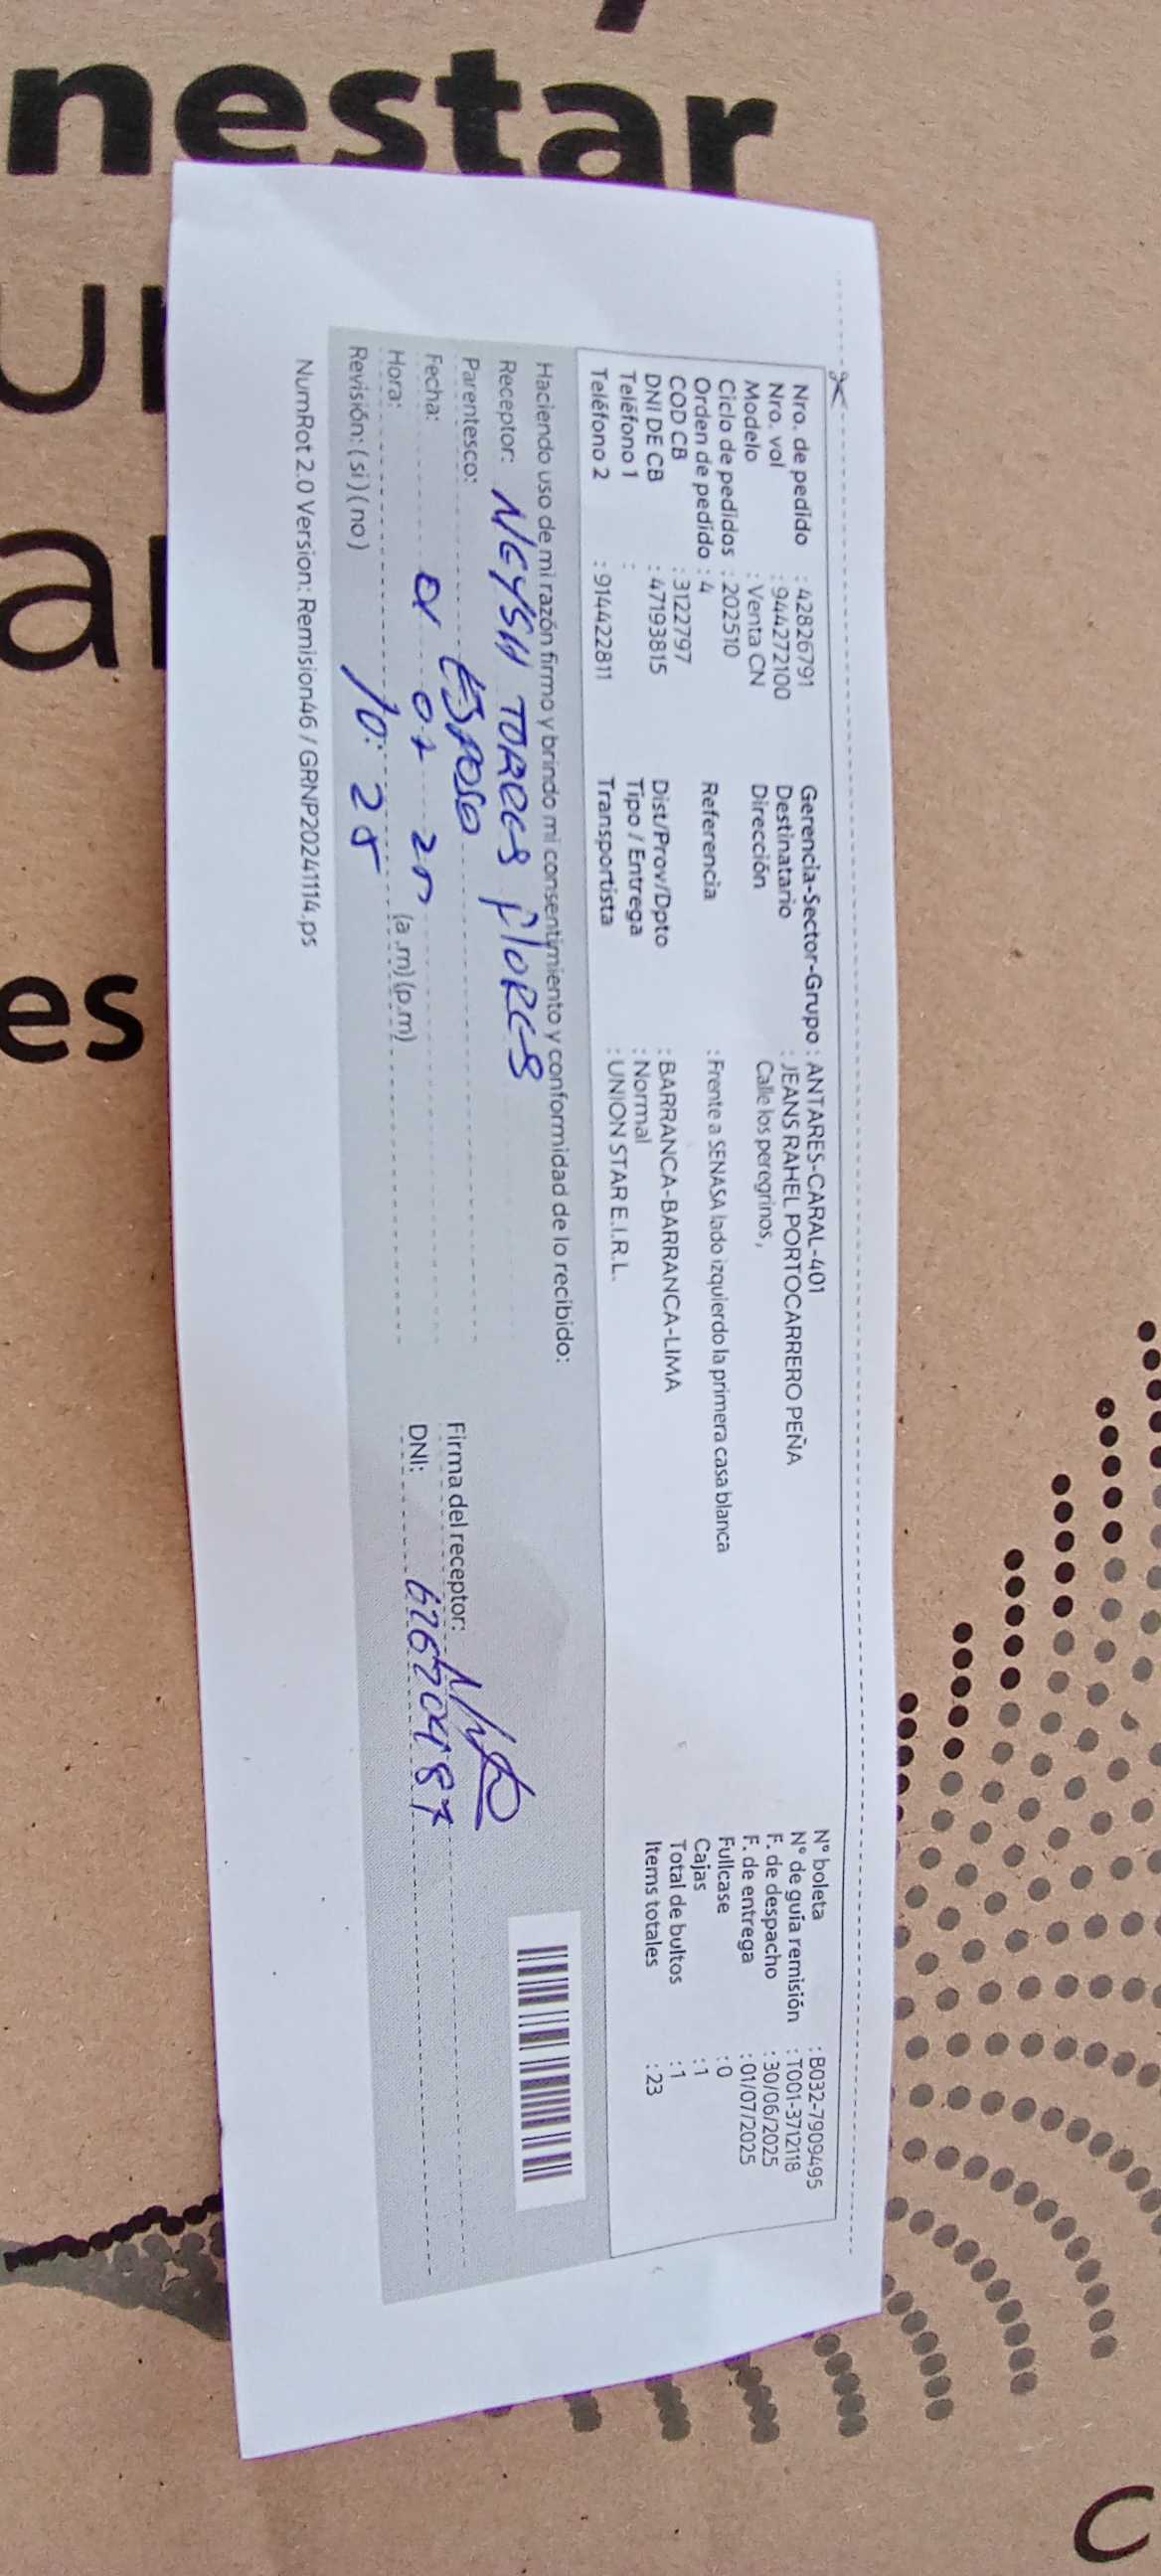 Nro. de pedido : 42826791
Nro. vol : 944272100
Modelo : Venta CN
Ciclo de pedidos : 202510
Orden de pedido : 4
COD CB : 3122797
DNI DE CB : 47193815
Teléfono 1 :
Teléfono 2 : 914422811
Gerencia-Sector-Grupo : ANTARES-CARAL-401
Destinatario : JEANS RAHEL PORTOCARRERO PEÑA
Dirección Calle los peregrinos ,
Referencia : Frente a SENASA lado izquierdo la primera casa blanca
Dist/Prov/Dpto : BARRANCA-BARRANCA-LIMA
Tipo / Entrega : Normal
Transportista : UNION STAR E.I.R.L.
N° boleta : B032-7909495
N° de guía remisión : T001-3712118
F. de despacho : 30/06/2025
F. de entrega : 01/07/2025
Fullcase : 0
Cajas : 1
Total de bultos : 1
Items totales : 23
Haciendo uso de mi razón firmo y brindo mi consentimiento y conformidad de lo recibido:
Receptor: NEYSH TORRES FLORES
Parentesco: ESPOSO
Fecha: 01 07 25
Hora: 10:28 (a.m) (p.m)
Revisión: ( si ) ( no )
Firma del receptor:
DNI:
NumRot 2.0 Version: Remision46 / GRNP20241114.ps
nestar
es